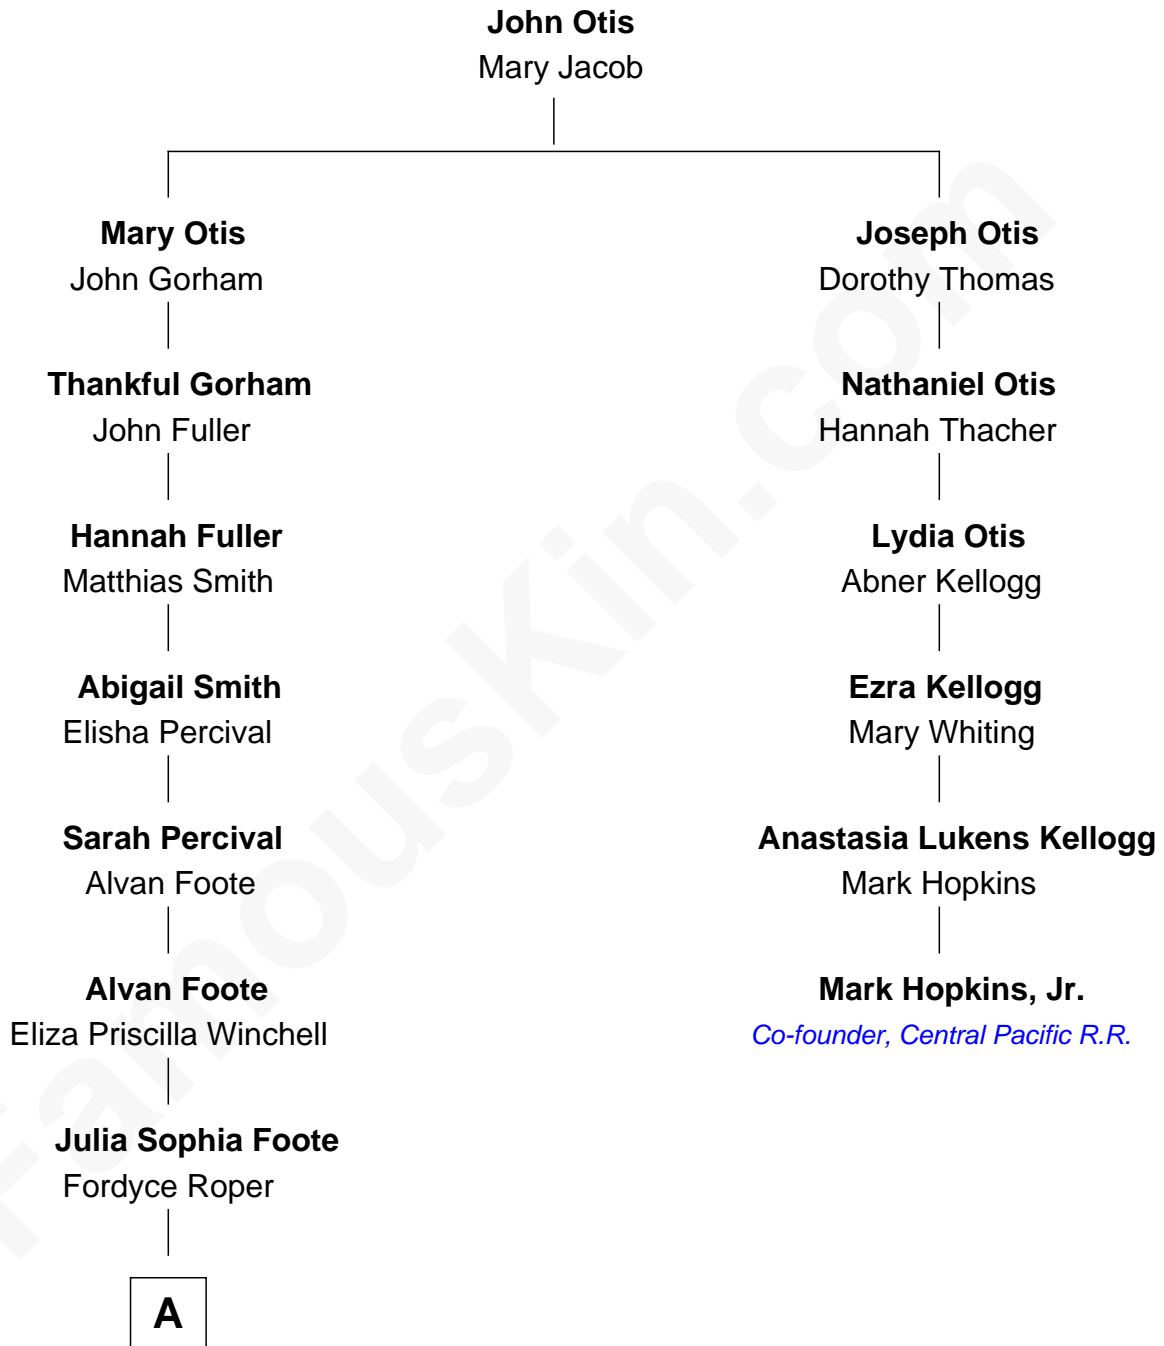 John Otis
Mary Jacob
Mary Otis
John Gorham
Joseph Otis
Dorothy Thomas
Thankful Gorham
John Fuller
Nathaniel Otis
Hannah Thacher
Hannah Fuller
Matthias Smith
Lydia Otis
Abner Kellogg
Abigail Smith
Elisha Percival
Ezra Kellogg
Mary Whiting
Sarah Percival
Alvan Foote
Anastasia Lukens Kellogg
Mark Hopkins
Alvan Foote
Eliza Priscilla Winchell
Mark Hopkins, Jr.
Co-founder, Central Pacific R.R.
Julia Sophia Foote
Fordyce Roper
A
FamousKin.com